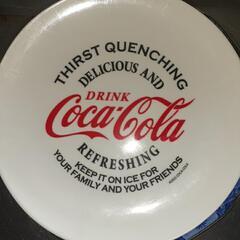 THIRST QUENCHING
DELICIOUS AND
DRINK
Coca-Cola
REFRESHING
KEEP IT ON ICE FOR
YOUR FAMILY AND YOUR FRIENDS